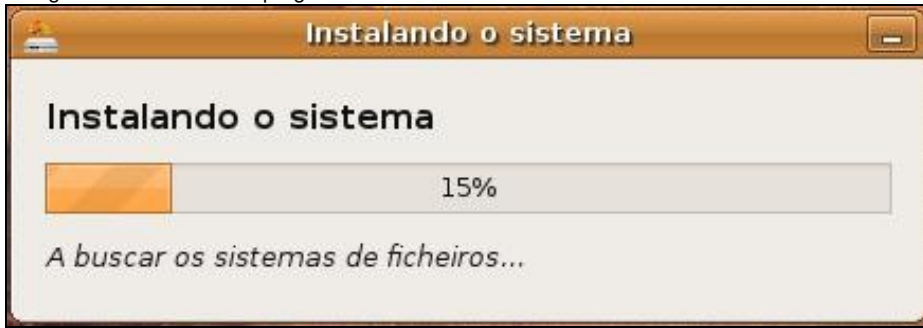 Instalando o sistema
Instalando o sistema
15%
A buscar os sistemas de ficheiros...